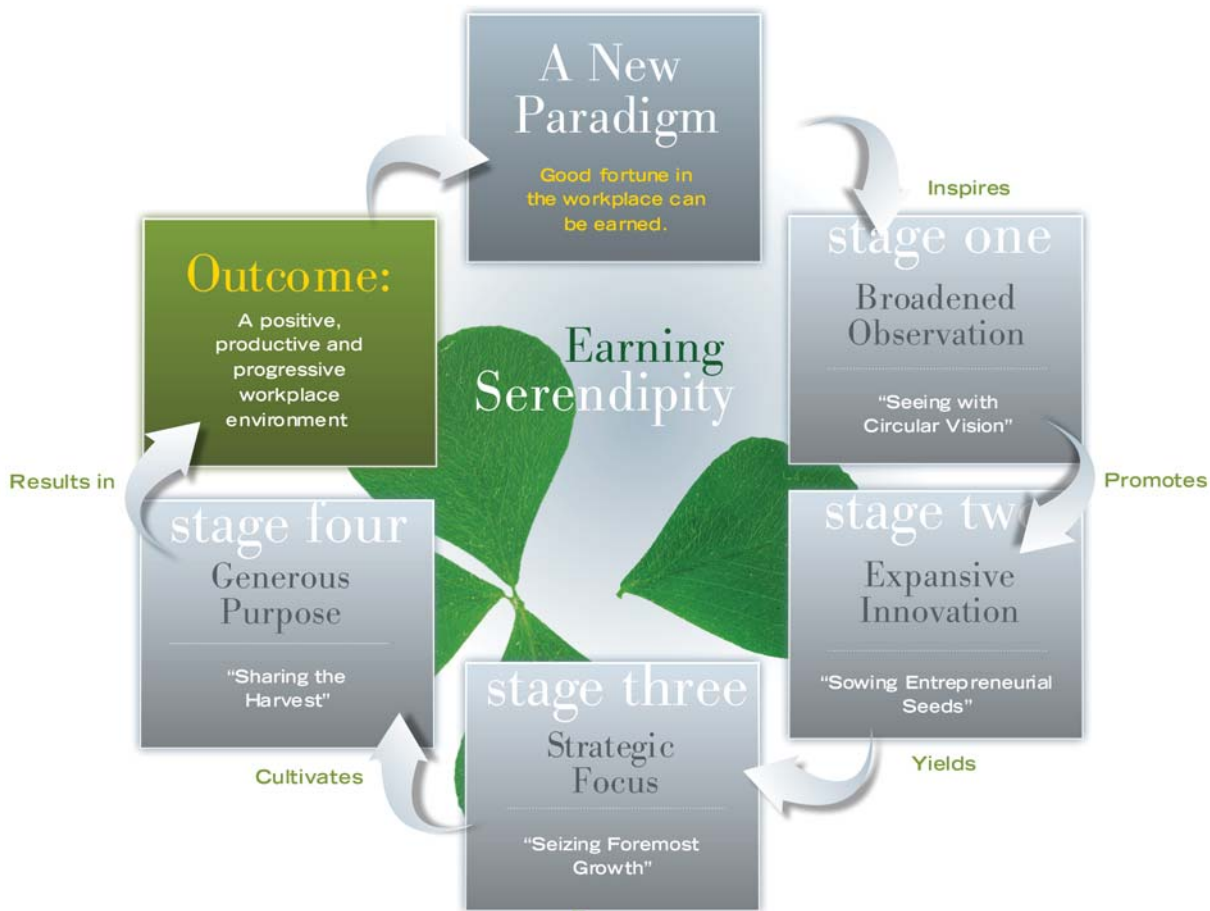 A New
Paradigm
Good fortune in
the workplace can
be earned.
Inspires
stage one
Broadened
Observation
“Seeing with
Circular Vision”
Promotes
stage tw
Expansive
Innovation
“Sowing Entrepreneurial
Seeds”
Yields
stage three
Strategic
Focus
“Seizing Foremost
Growth”
Cultivates
stage four
Generous
Purpose
“Sharing the
Harvest”
Results in
Outcome:
A positive,
productive and
progressive
workplace
environment
Earning
Serendipity